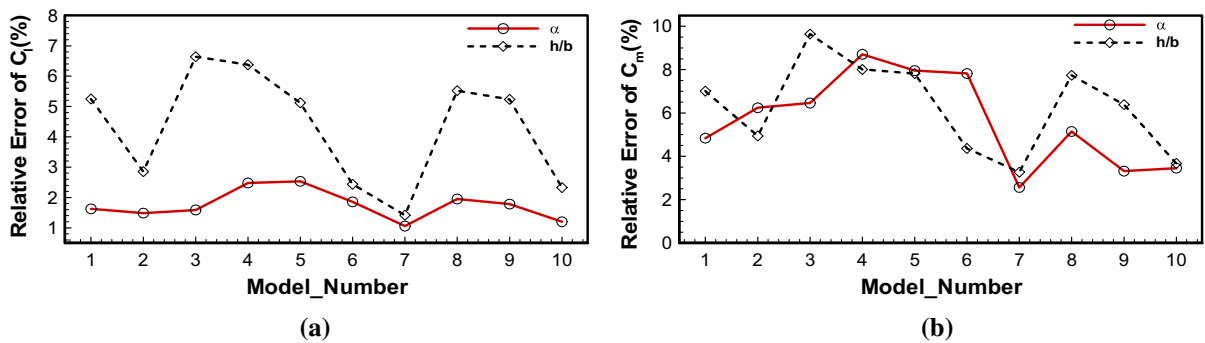 Relative Error of Cl(%)
8
7
6
5
4
3
2
1
1 2 3 4 5 6 7 8 9 10
Model_Number
α
h/b
(a)
Relative Error of Cm(%)
10
8
6
4
2
0
1 2 3 4 5 6 7 8 9 10
Model_Number
α
h/b
(b)